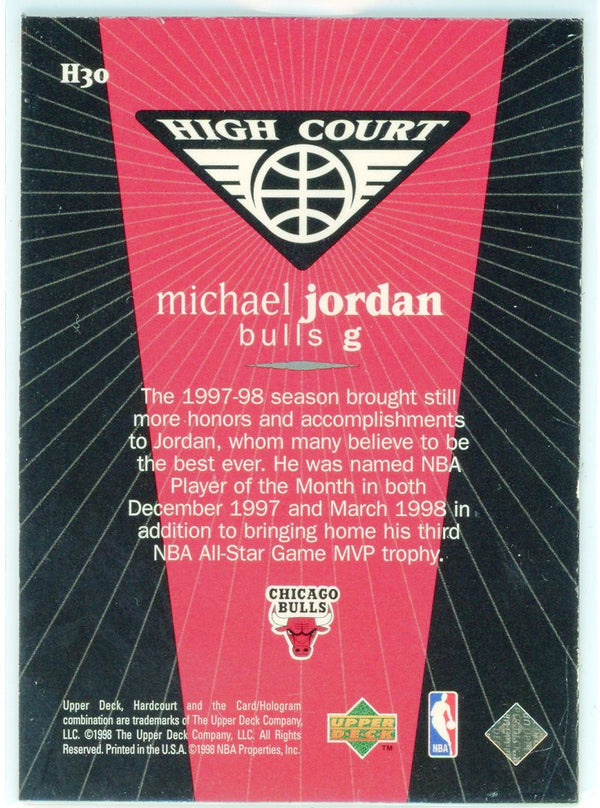 H30
HIGH COURT
michael jordan
bulls g
The 1997-98 season brought still
more honors and accomplishments
to Jordan, whom many believe to be
the best ever. He was named NBA
Player of the Month in both
December 1997 and March 1998 in
addition to bringing home his third
NBA All-Star Game MVP trophy.
CHICAGO
BULLS
Upper Deck, Hardcourt and the Card/Hologram
combination are trademarks of The Upper Deck Company,
LLC. ©1998 The Upper Deck Company, LLC. All Rights
Reserved. Printed in the U.S.A. ©1998 NBA Properties, Inc.
UPPER
DECK
TM
NBA